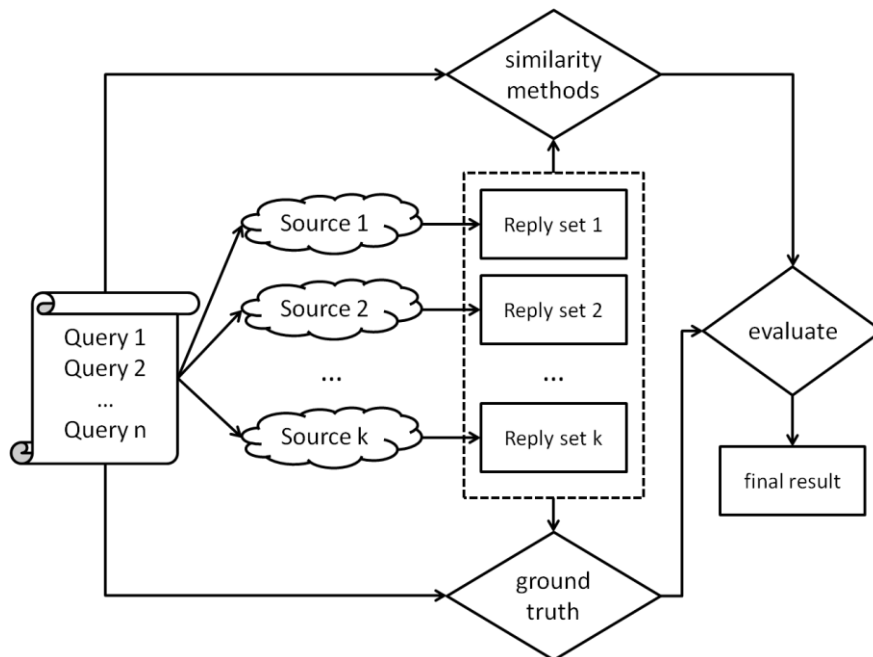 similarity
methods
Source 1
Reply set 1
Source 2
Reply set 2
Query 1
Query 2
...
Query n
...
...
Source k
Reply set k
evaluate
final result
ground
truth